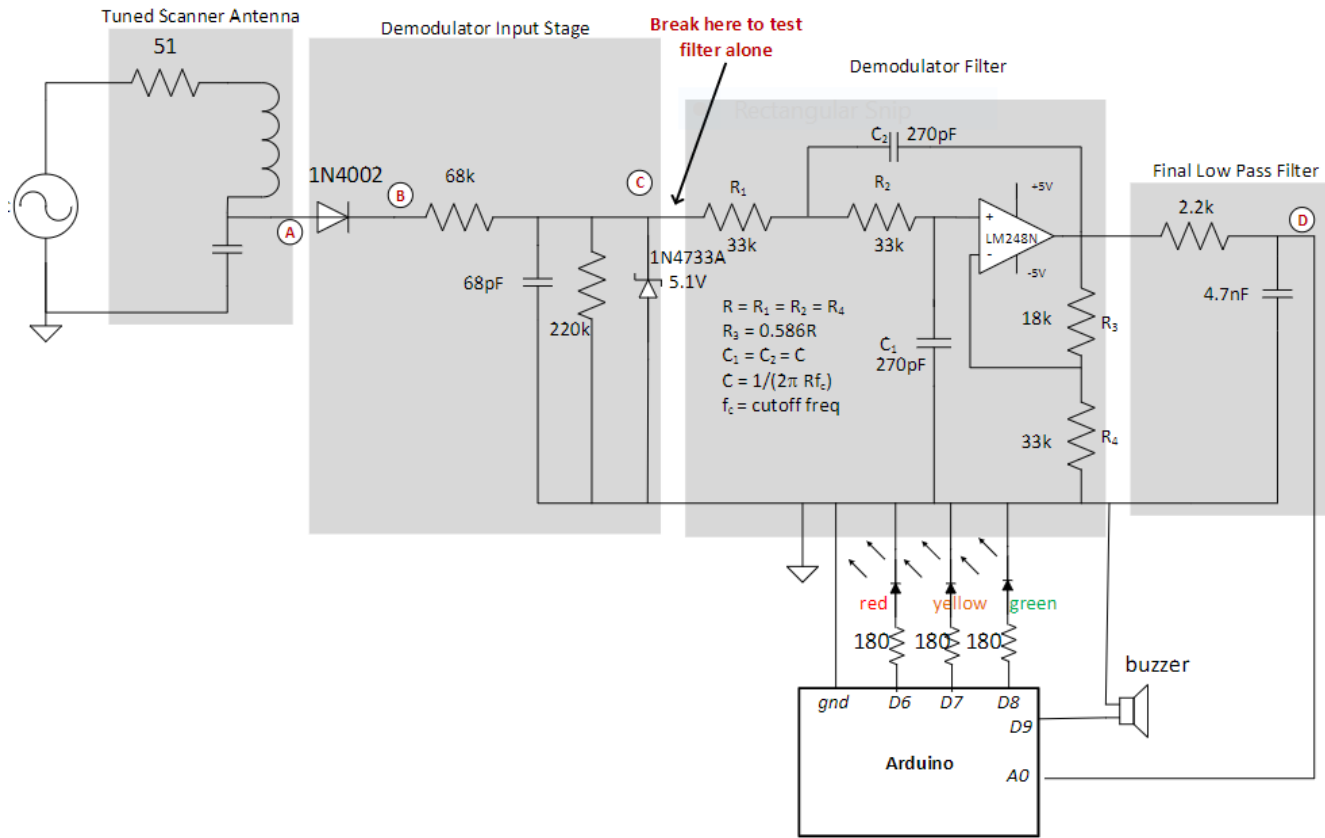 Tuned Scanner Antenna
51
Demodulator Input Stage
Break here to test
filter alone
Demodulator Filter
Rectangular Snip
Final Low Pass Filter
1N4002
A
B
68k
C
68pF
220k
1N4733A
5.1V
R₁
33k
C₂ 270pF
R₂
33k
+5V
+
LM248N
-
-5V
R = R₁ = R₂ = R₄
R₃ = 0.586R
C₁ = C₂ = C
C = 1/(2π Rf꜀)
f꜀ = cutoff freq
C₁
270pF
18k R₃
33k R₄
2.2k
D
4.7nF
red yellow green
180 180 180
buzzer
gnd D6 D7 D8
D9
Arduino
A0